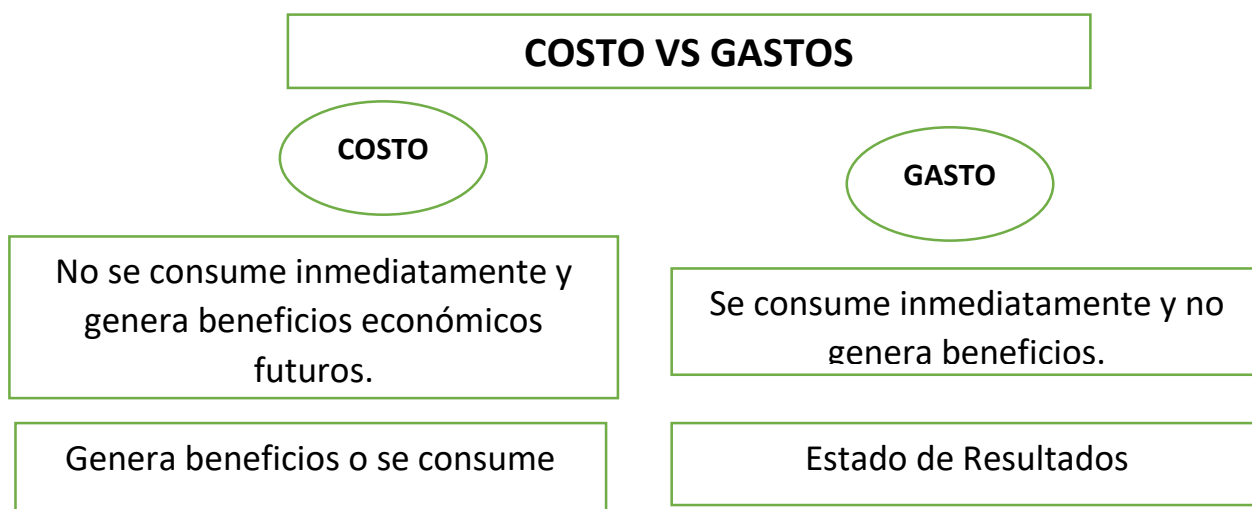 COSTO VS GASTOS
COSTO
GASTO
No se consume inmediatamente y
genera beneficios económicos
futuros.
Se consume inmediatamente y no
genera beneficios.
Genera beneficios o se consume
Estado de Resultados